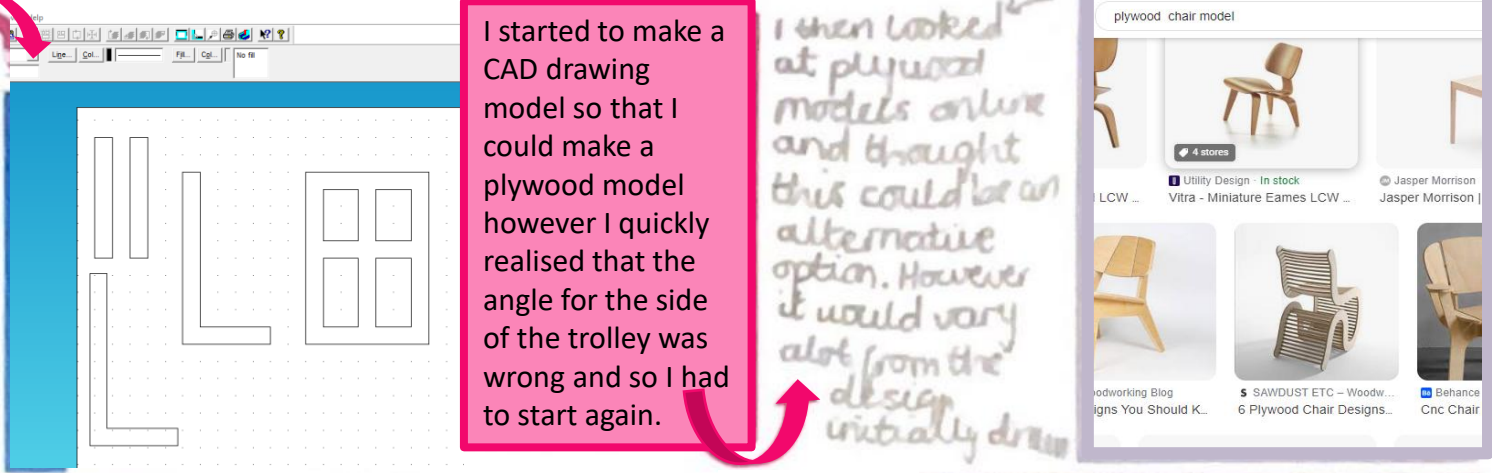 Help
Line... Col... Fill... Col... No fill
I started to make a
CAD drawing
model so that I
could make a
plywood model
however I quickly
realised that the
angle for the side
of the trolley was
wrong and so I had
to start again.
I then looked
at plywood
models online
and thought
this could be an
alternative
option. However
it would vary
alot from the
design
initially drawn
plywood chair model
4 stores
Utility Design · In stock
Jasper Morrison
LCW ...
Vitra - Miniature Eames LCW ...
Jasper Morrison |
oodworking Blog
S SAWDUST ETC – Woodw...
Bē Behance
igns You Should K...
6 Plywood Chair Designs...
Cnc Chair